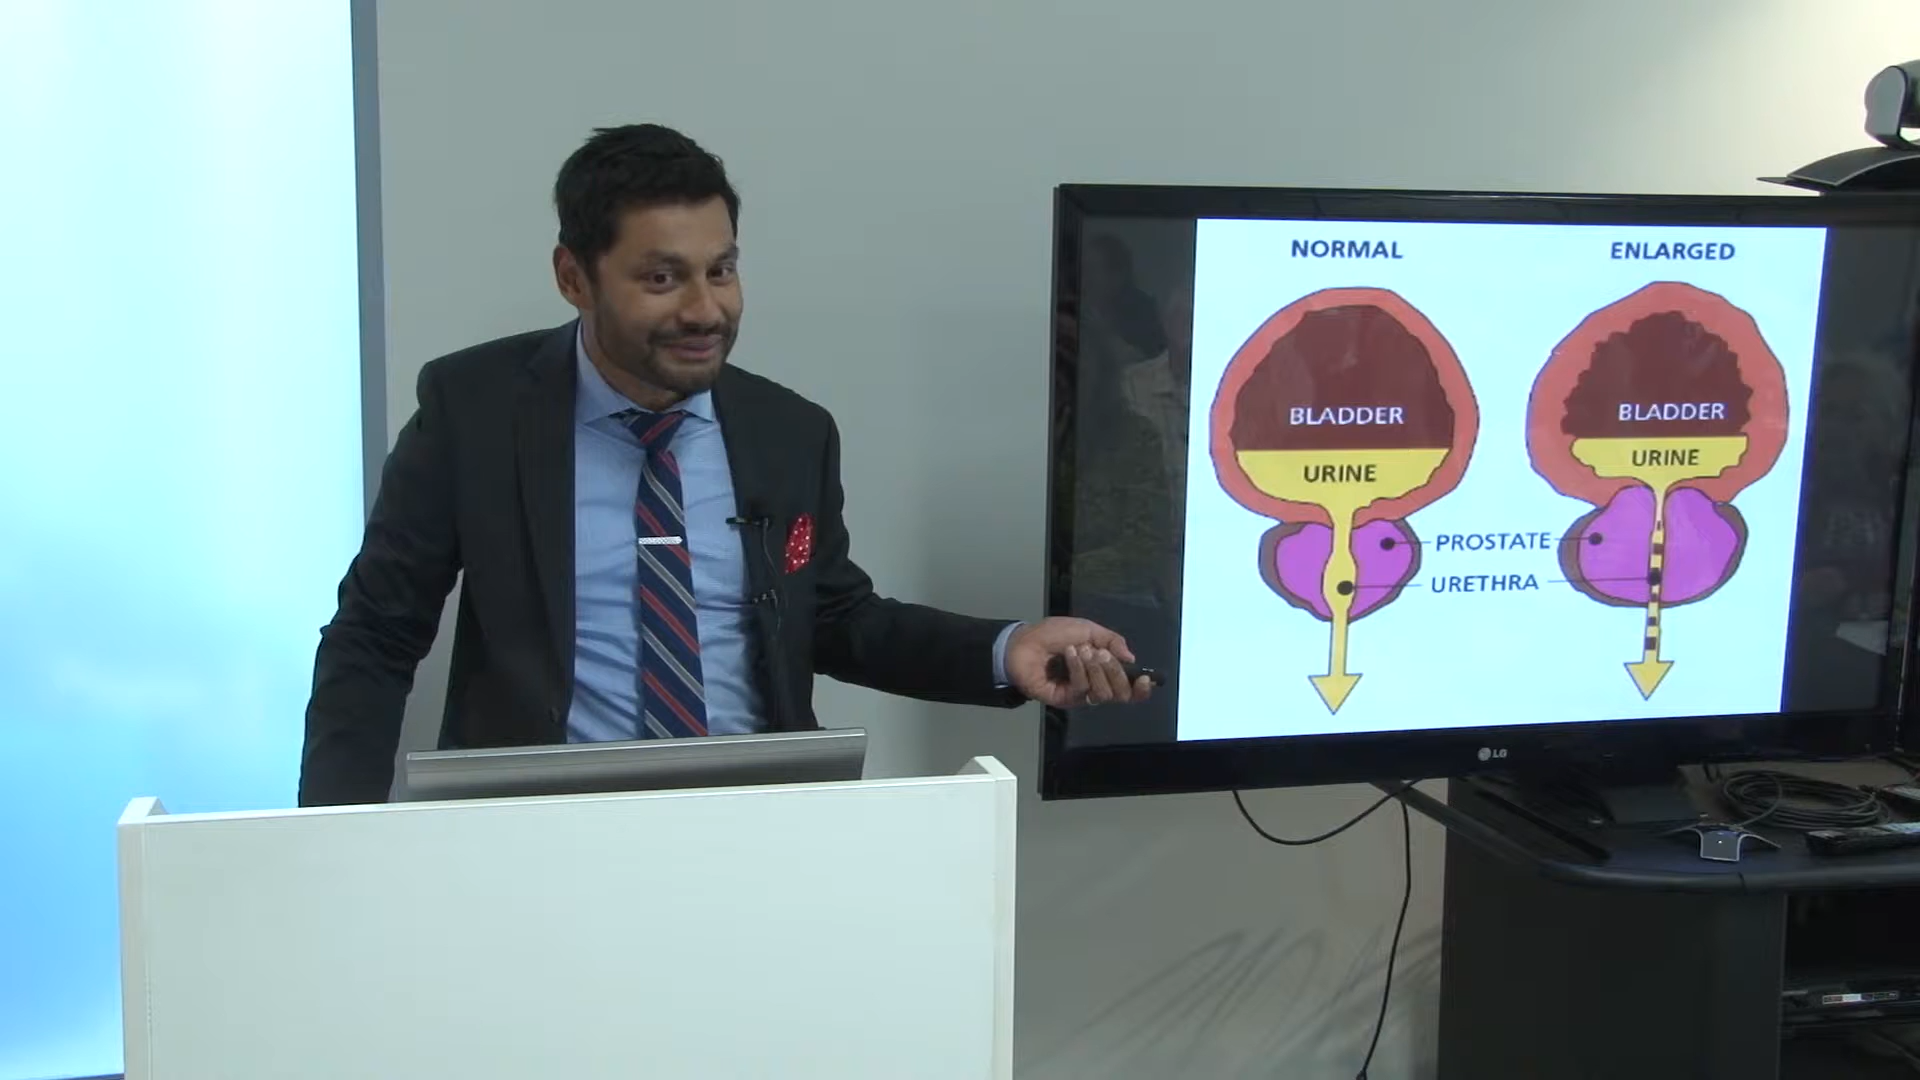 NORMAL
ENLARGED
BLADDER
BLADDER
URINE
URINE
PROSTATE
URETHRA
LG